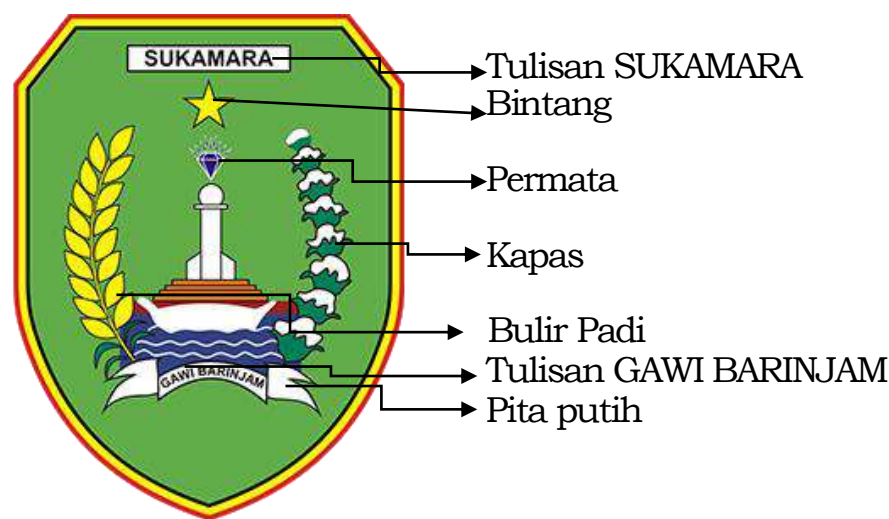 SUKAMARA
Tulisan SUKAMARA
Bintang
Permata
Kapas
Bulir Padi
Tulisan GAWI BARINJAM
Pita putih
GAWI BARINJAM